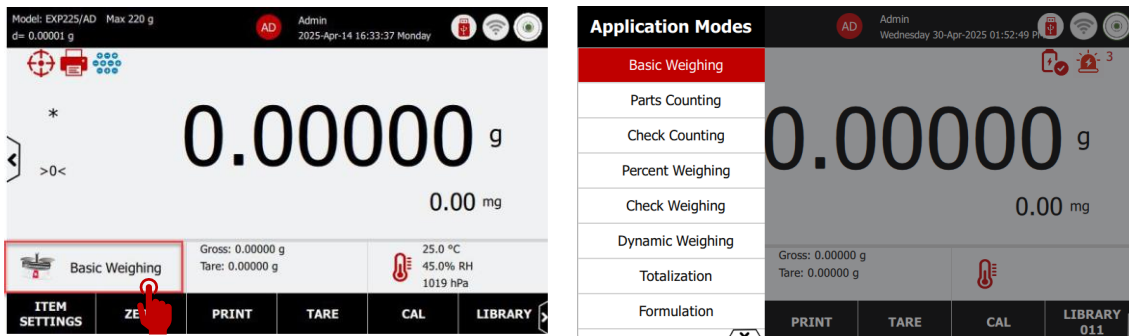 Model: EXP225/AD Max 220 g
d= 0.00001 g
AD
Admin
2025-Apr-14 16:33:37 Monday
*
>0<
0.00000 g
0.00 mg
Basic Weighing
Gross: 0.00000 g
Tare: 0.00000 g
25.0 °C
45.0% RH
1019 hPa
ITEM SETTINGS
PRINT
TARE
CAL
LIBRARY
Application Modes
Basic Weighing
Parts Counting
Check Counting
Percent Weighing
Check Weighing
Dynamic Weighing
Totalization
Formulation
AD
Admin
Wednesday 30-Apr-2025 01:52:49
3
0.00000 g
0.00 mg
Gross: 0.00000 g
Tare: 0.00000 g
PRINT
TARE
CAL
LIBRARY
011